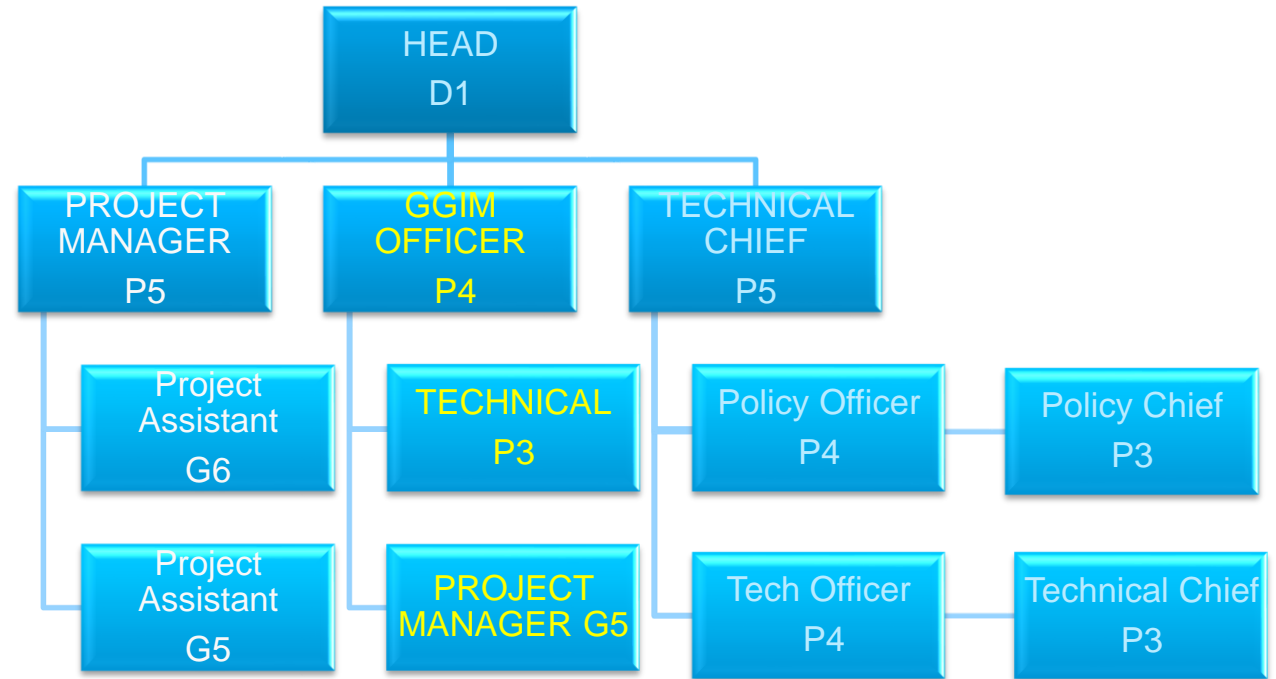 HEAD
D1
PROJECT
MANAGER
P5
GGIM
OFFICER
P4
TECHNICAL
CHIEF
P5
Project
Assistant
G6
TECHNICAL
P3
Policy Officer
P4
Policy Chief
P3
Project
Assistant
G5
PROJECT
MANAGER G5
Tech Officer
P4
Technical Chief
P3